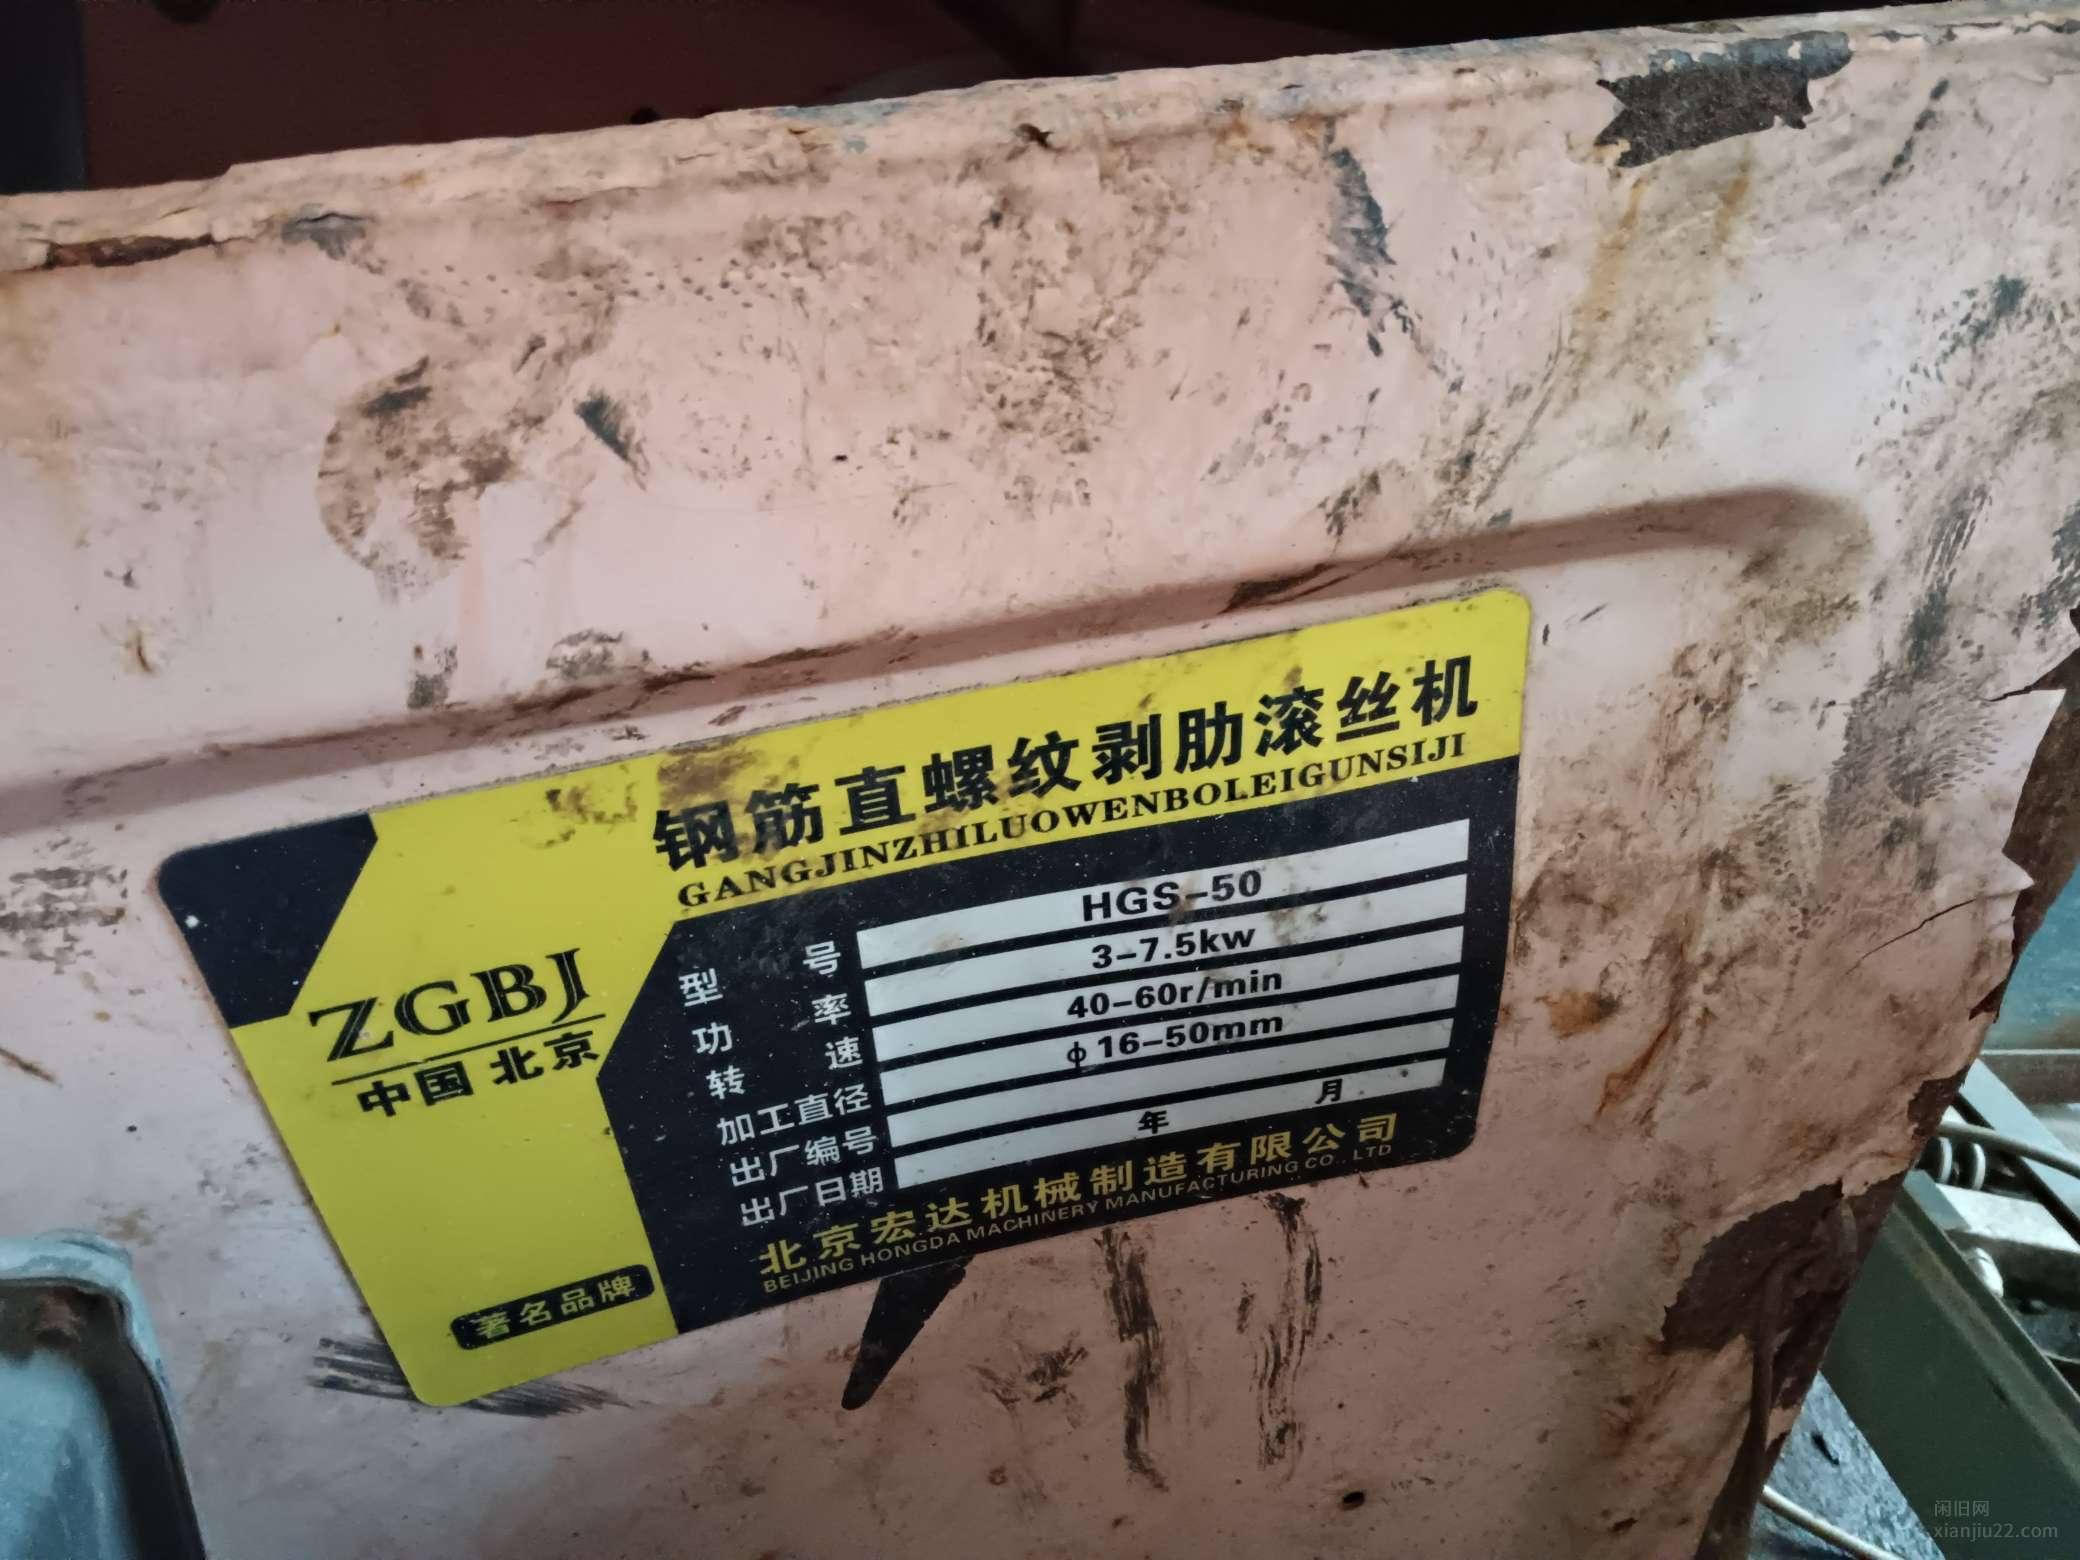 钢筋直螺纹剥肋滚丝机
GANGJINZHILUOWENBOLEIGUNSIJI
ZGBJ
中国 北京
型号 HGS-50
功率 3-7.5kw
转速 40-60r/min
加工直径 ф16-50mm
出厂编号
出厂日期 年 月
北京宏达机械制造有限公司
BEIJING HONGDA MACHINERY MANUFACTURING CO., LTD
著名品牌
闲旧网
xianjiu22.com